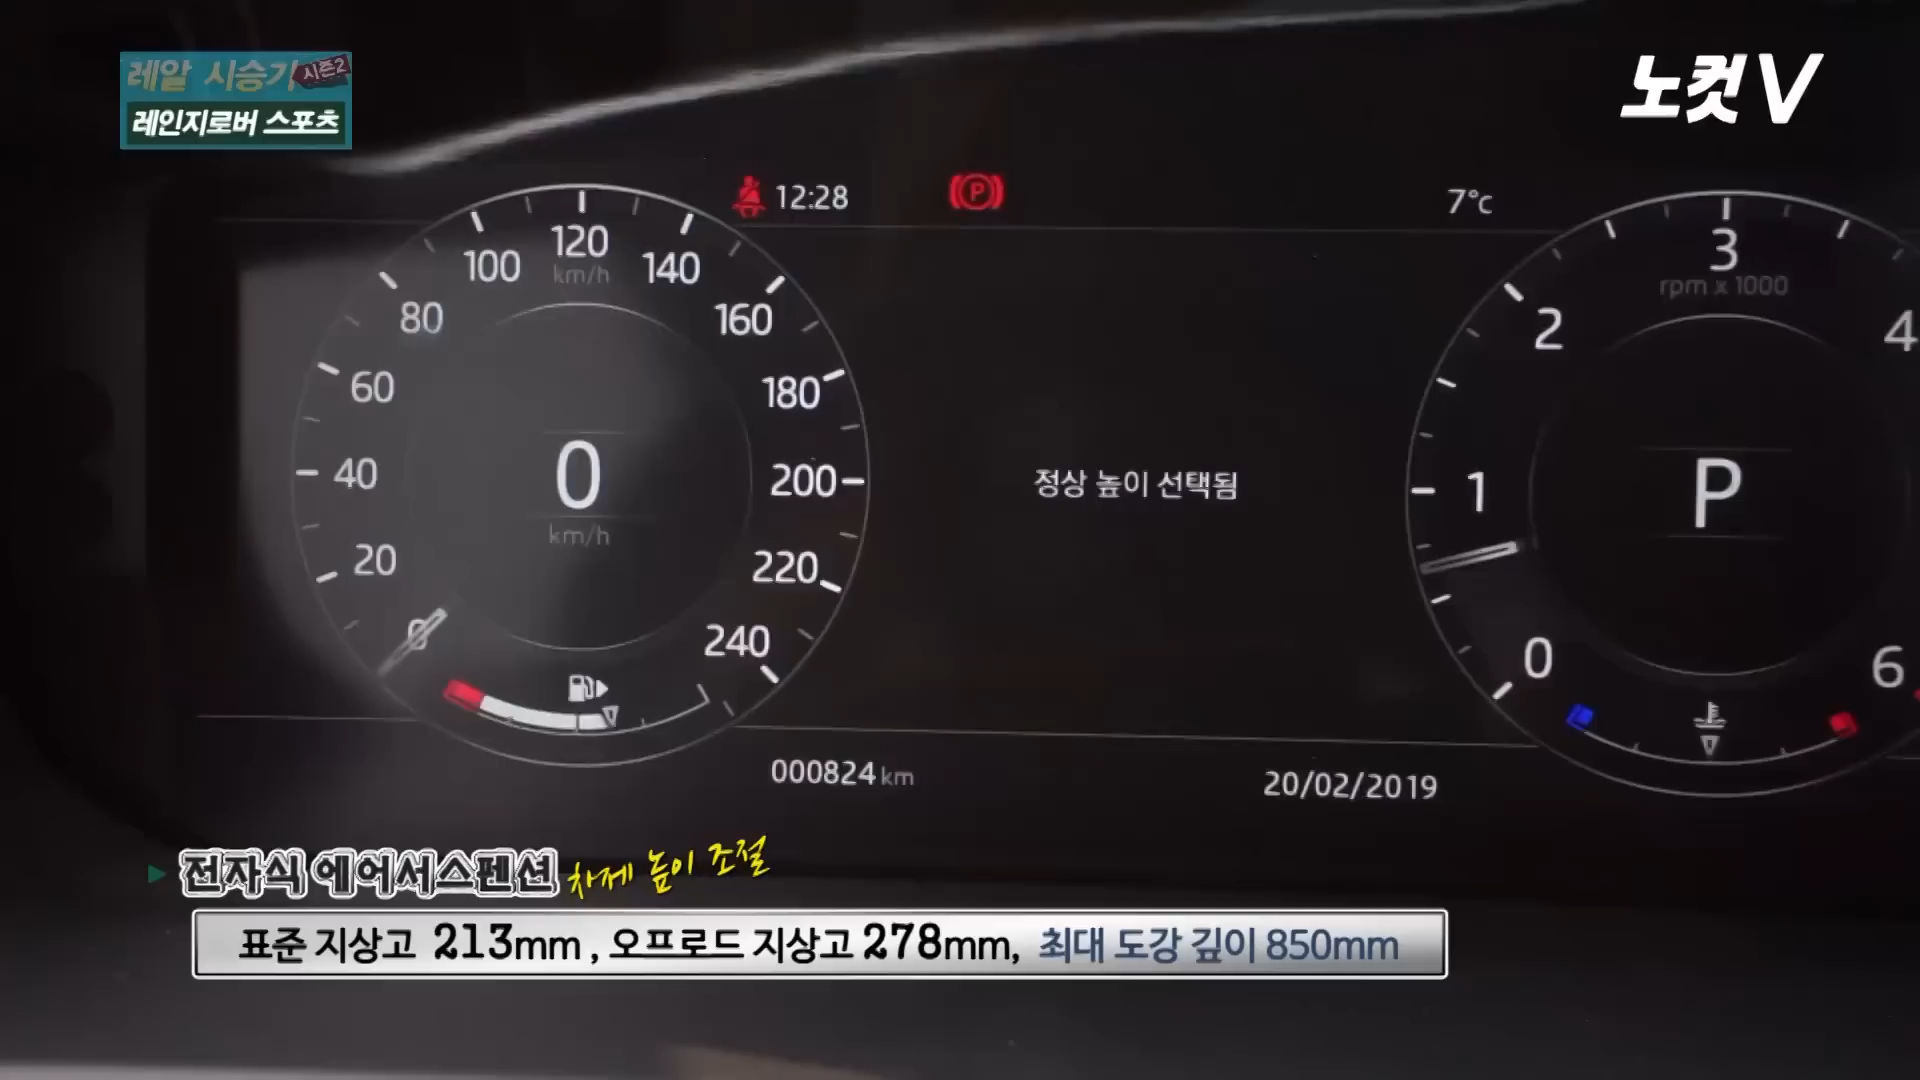 레알 시승기 시즌2
레인지로버 스포츠
노컷V
12:28
7°c
120
km/h
100
140
80
160
60
180
40
200
20
220
0
240
0
km/h
정상 높이 선택됨
3
rpm x 1000
2
4
1
0
6
P
000824 km
20/02/2019
전자식 에어서스펜션 차제 높이 조절
표준 지상고 213mm , 오프로드 지상고 278mm, 최대 도강 깊이 850mm